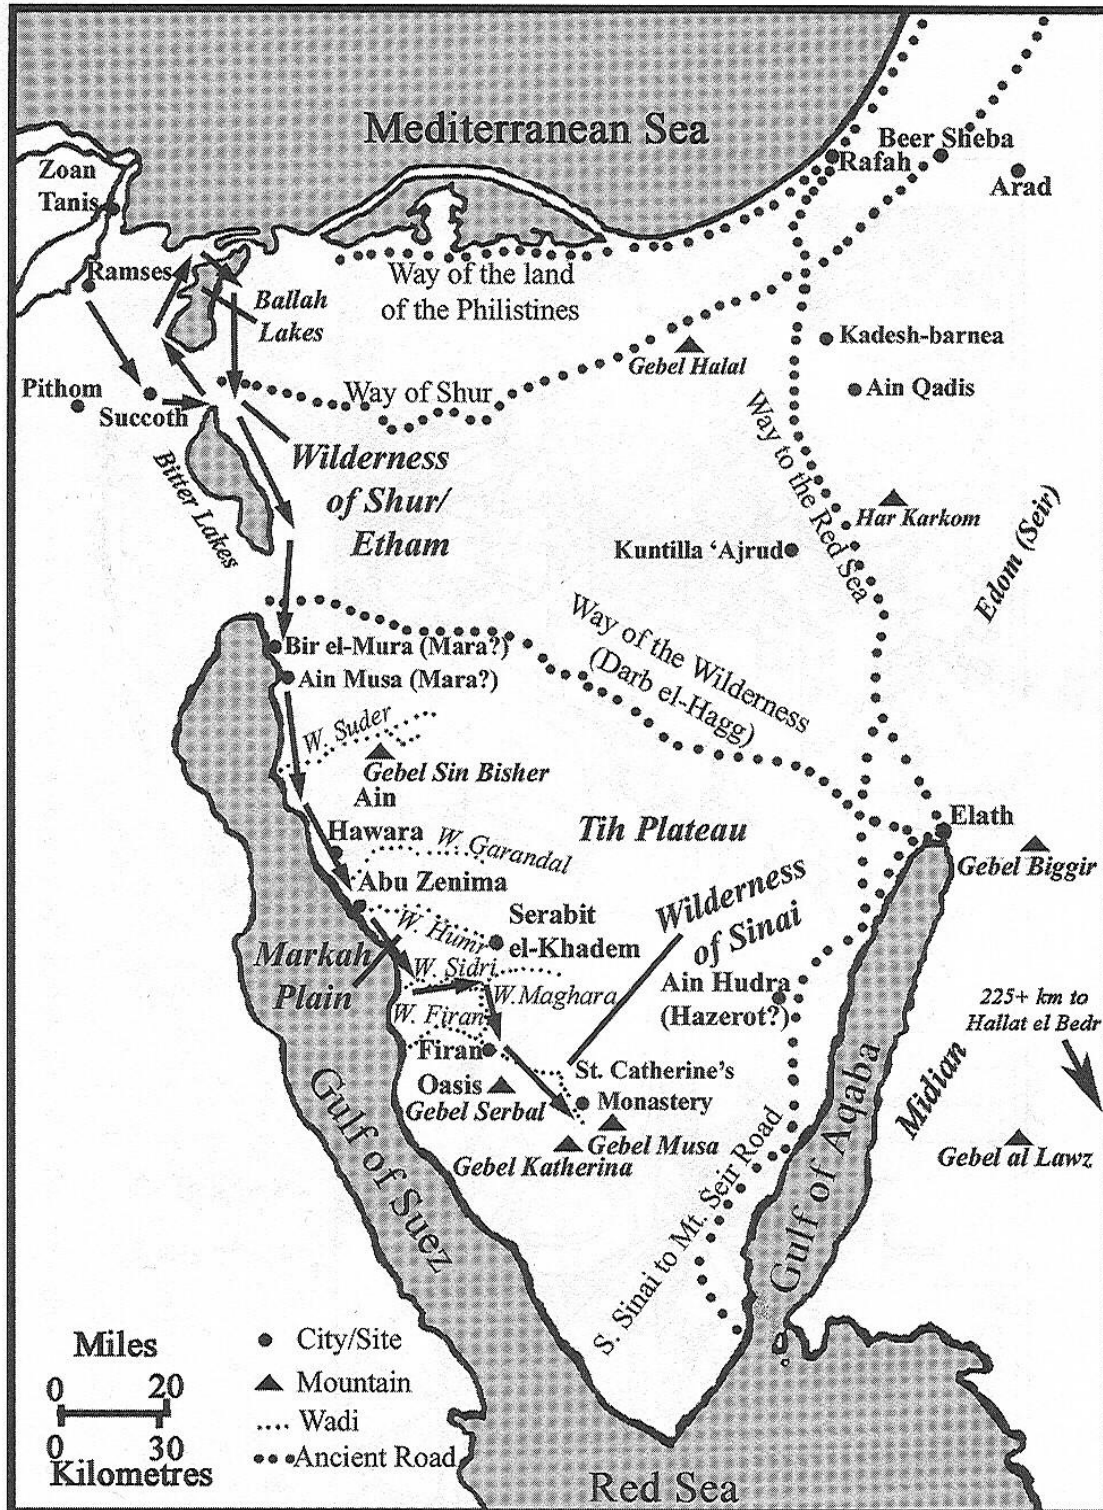 Mediterranean Sea
Zoan
Tanis
Ramses
Ballah
Lakes
Way of the land
of the Philistines
Beer Sheba
Rafah
Arad
Kadesh-barnea
Gebel Halal
Ain Qadis
Way of Shur
Pithom
Succoth
Bitter Lakes
Wilderness
of Shur/
Etham
Way to the Red Sea
Har Karkom
Kuntilla ‘Ajrud
Edom (Seir)
Way of the Wilderness
(Darb el-Hagg)
Bir el-Mura (Mara?)
Ain Musa (Mara?)
W. Suder
Gebel Sin Bisher
Ain
Hawara
W. Garandal
Tih Plateau
Elath
Gebel Biggir
Abu Zenima
W. Humr
Serabit
el-Khadem
Wilderness
of Sinai
Markah
Plain
W. Sidri
W.Maghara
Ain Hudra
(Hazerot?)
W. Firan
Firan
Oasis
Gebel Serbal
St. Catherine’s
Monastery
Gebel Musa
Gebel Katherina
225+ km to
Hallat el Bedr
Midian
Gebel al Lawz
Gulf of Suez
Gulf of Aqaba
S. Sinai to Mt. Seir Road
Miles
0 20
0 30
Kilometres
City/Site
Mountain
Wadi
Ancient Road
Red Sea